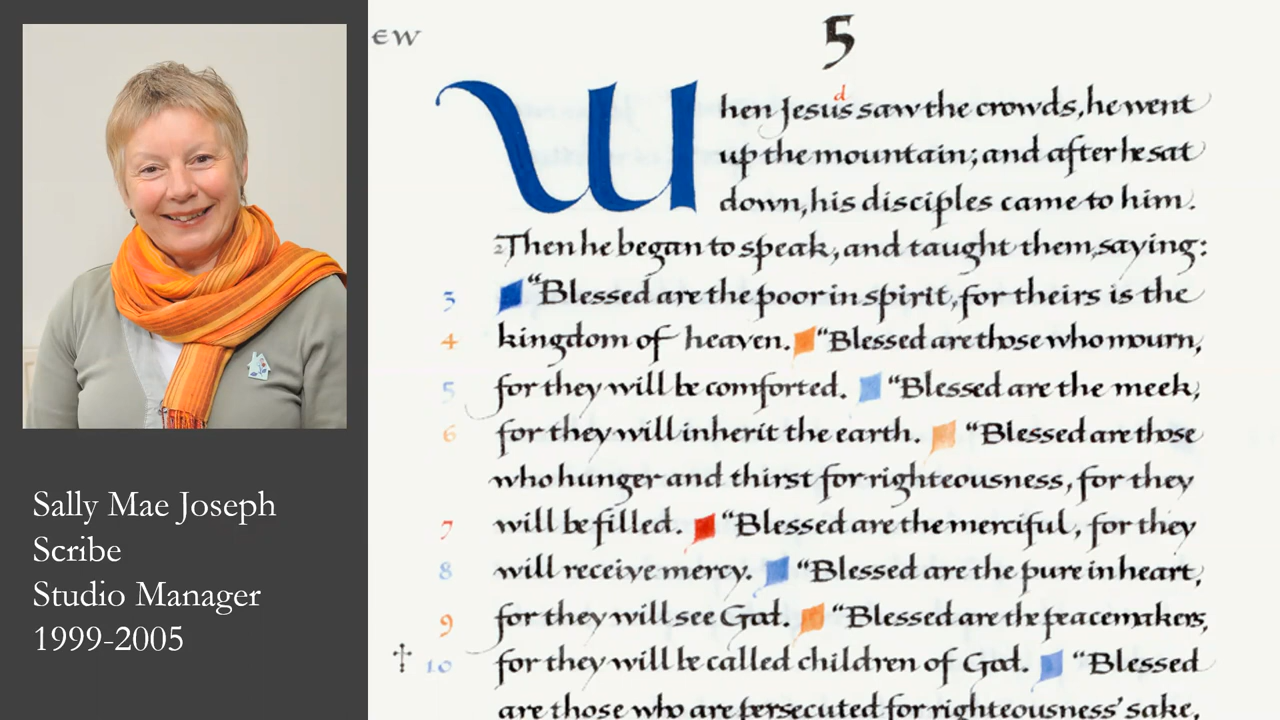 Sally Mae Joseph
Scribe
Studio Manager
1999-2005
EW
5
d
When Jesus saw the crowds, he went
up the mountain; and after he sat
down, his disciples came to him.
2 Then he began to speak, and taught them, saying:
3 “Blessed are the poor in spirit, for theirs is the
4 kingdom of heaven. “Blessed are those who mourn,
5 for they will be comforted. “Blessed are the meek,
6 for they will inherit the earth. “Blessed are those
who hunger and thirst for righteousness, for they
7 will be filled. “Blessed are the merciful, for they
8 will receive mercy. “Blessed are the pure in heart,
9 for they will see God. “Blessed are the peacemakers,
† 10 for they will be called children of God. “Blessed
are those who are persecuted for righteousness’ sake,